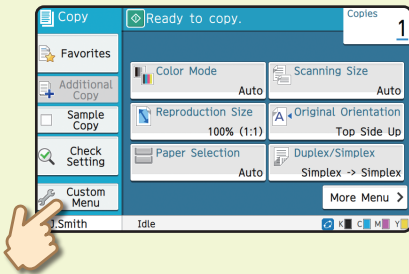 Copy
Ready to copy.
Copies
1
Favorites
Additional
Copy
Sample
Copy
Check
Setting
Custom
Menu
Color Mode
Auto
Scanning Size
Auto
Reproduction Size
100% (1:1)
Original Orientation
Top Side Up
Paper Selection
Auto
Duplex/Simplex
Simplex -> Simplex
More Menu >
.Smith
Idle
K C M Y